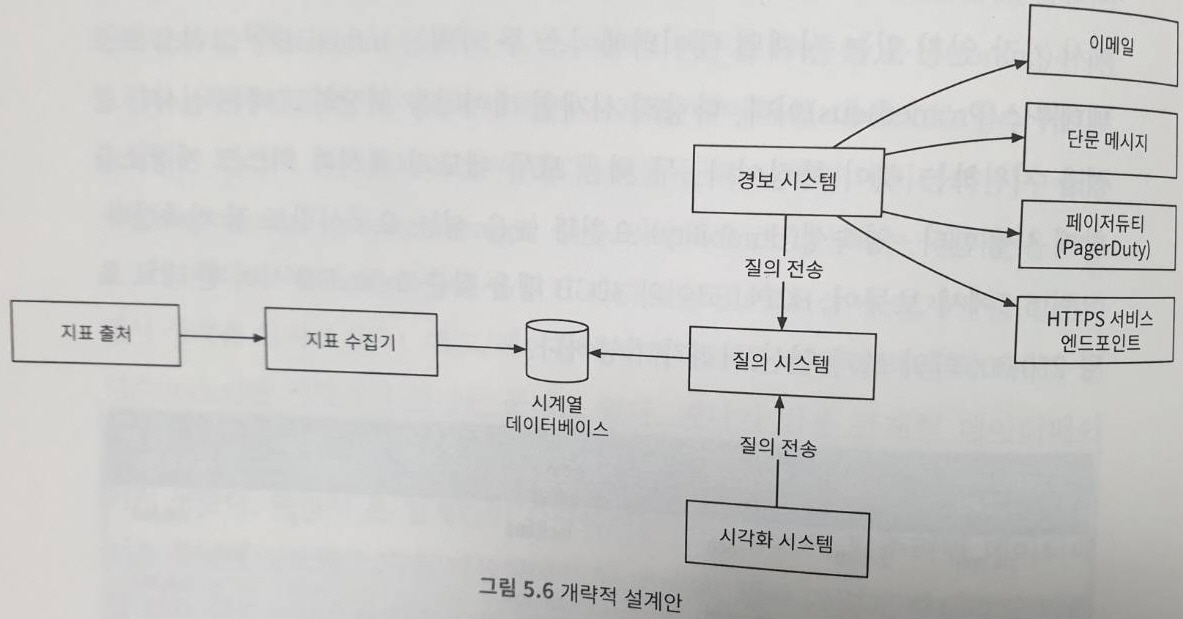 이메일
단문 메시지
경보 시스템
페이저듀티
(PagerDuty)
질의 전송
HTTPS 서비스
엔드포인트
지표 출처
지표 수집기
질의 시스템
시계열
데이터베이스
질의 전송
시각화 시스템
그림 5.6 개략적 설계안